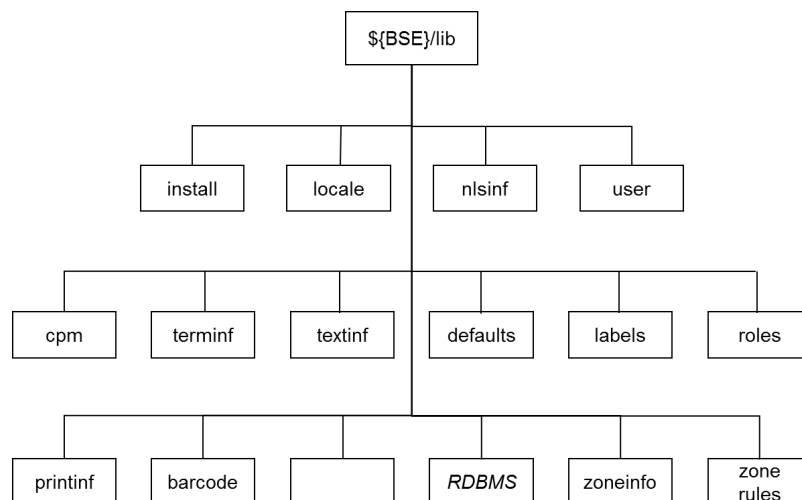 ${BSE}/lib
install locale nlsinf user
cpm terminf textinf defaults labels roles
printinf barcode RDBMS zoneinfo zone
rules